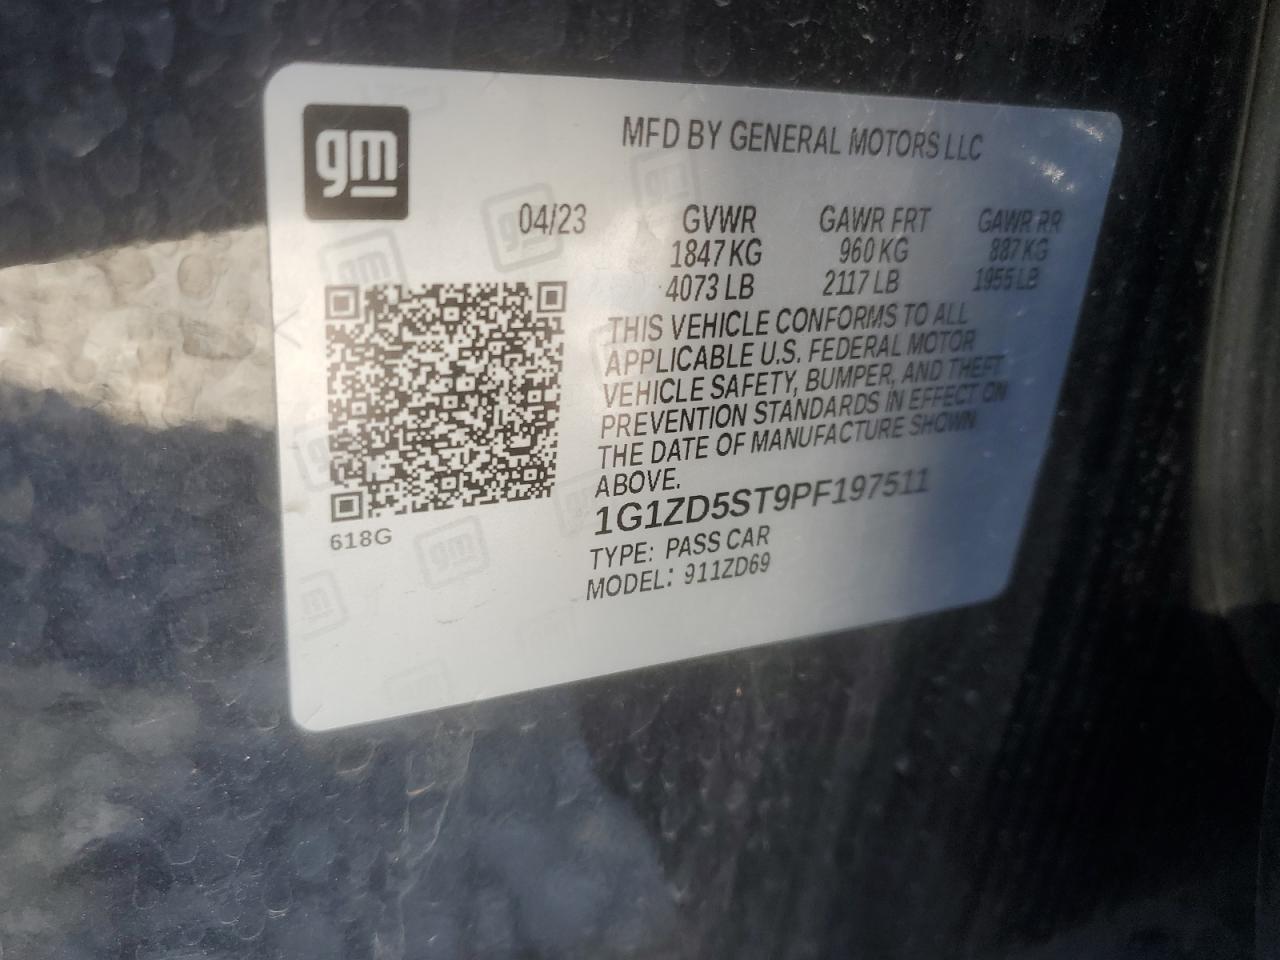 gm
MFD BY GENERAL MOTORS LLC
04/23 GVWR GAWR FRT GAWR RR
1847 KG 960 KG 887 KG
4073 LB 2117 LB 1955 LB
THIS VEHICLE CONFORMS TO ALL
APPLICABLE U.S. FEDERAL MOTOR
VEHICLE SAFETY, BUMPER, AND THEFT
PREVENTION STANDARDS IN EFFECT ON
THE DATE OF MANUFACTURE SHOWN
ABOVE.
1G1ZD5ST9PF197511
618G
TYPE: PASS CAR
MODEL: 911ZD69